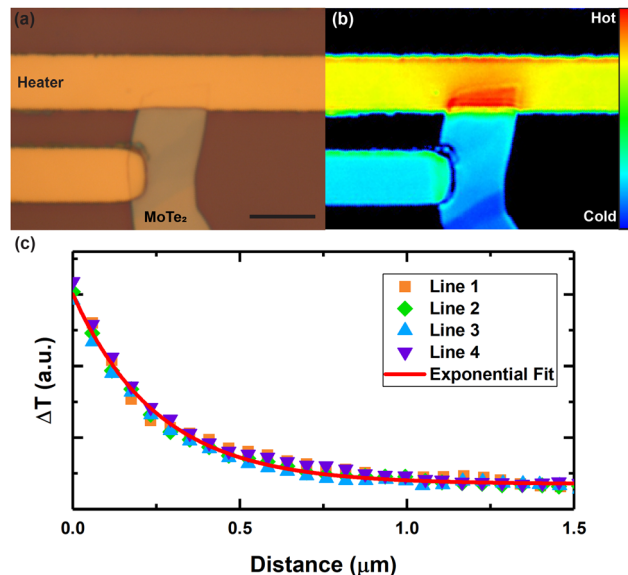 (a)
Heater
MoTe₂
(b)
Hot
Cold
(c)
ΔT (a.u.)
Line 1
Line 2
Line 3
Line 4
Exponential Fit
0.0 0.5 1.0 1.5
Distance (μm)